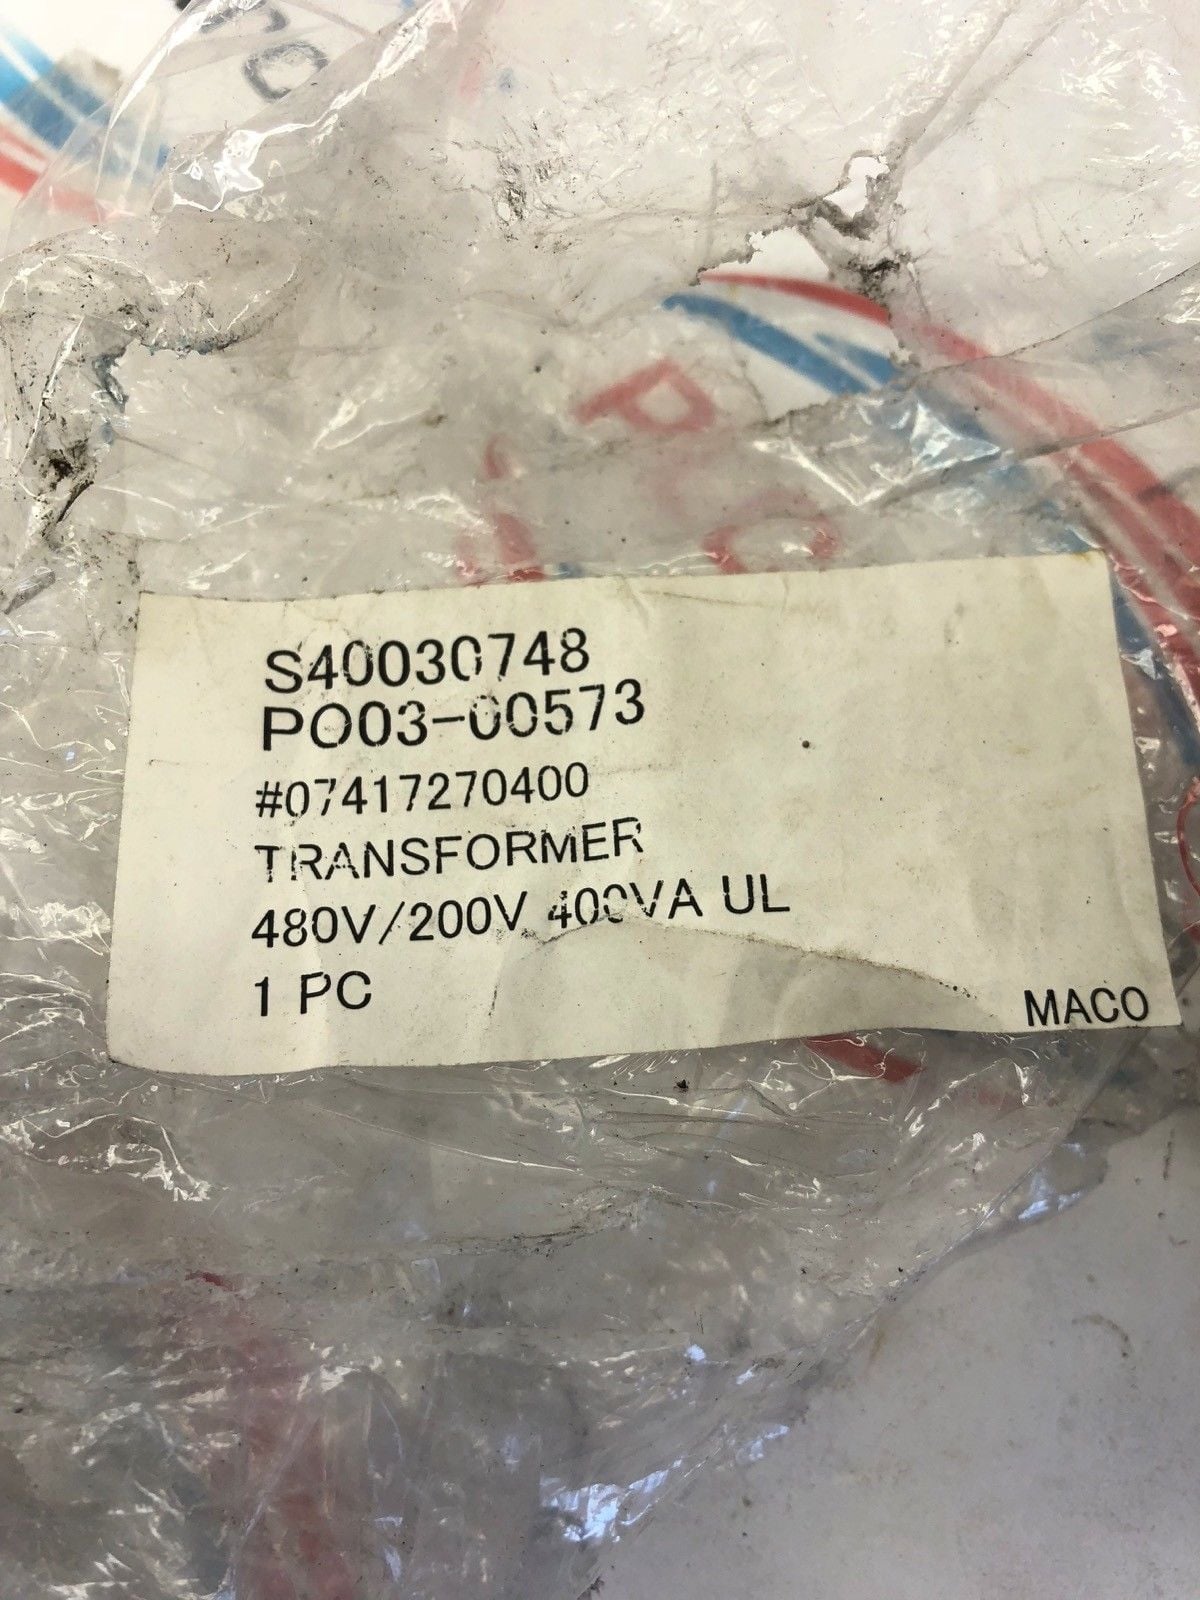 S40030748
PO03-00573
#07417270400
TRANSFORMER
480V/200V 400VA UL
1 PC
MACO